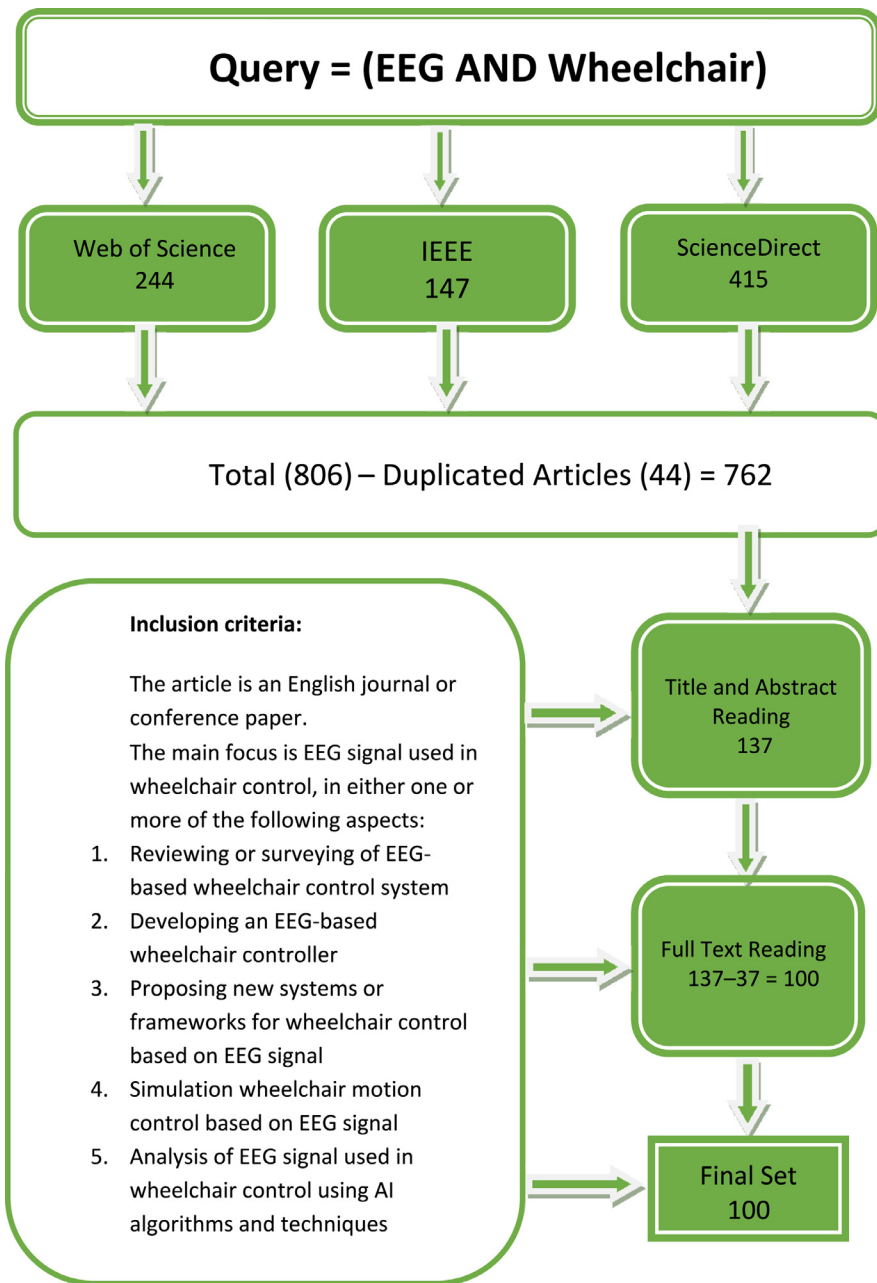 Query = (EEG AND Wheelchair)
Web of Science
244
IEEE
147
ScienceDirect
415
Total (806) – Duplicated Articles (44) = 762
Inclusion criteria:
The article is an English journal or
conference paper.
The main focus is EEG signal used in
wheelchair control, in either one or
more of the following aspects:
1. Reviewing or surveying of EEG-
based wheelchair control system
2. Developing an EEG-based
wheelchair controller
3. Proposing new systems or
frameworks for wheelchair control
based on EEG signal
4. Simulation wheelchair motion
control based on EEG signal
5. Analysis of EEG signal used in
wheelchair control using AI
algorithms and techniques
Title and Abstract
Reading
137
Full Text Reading
137–37 = 100
Final Set
100